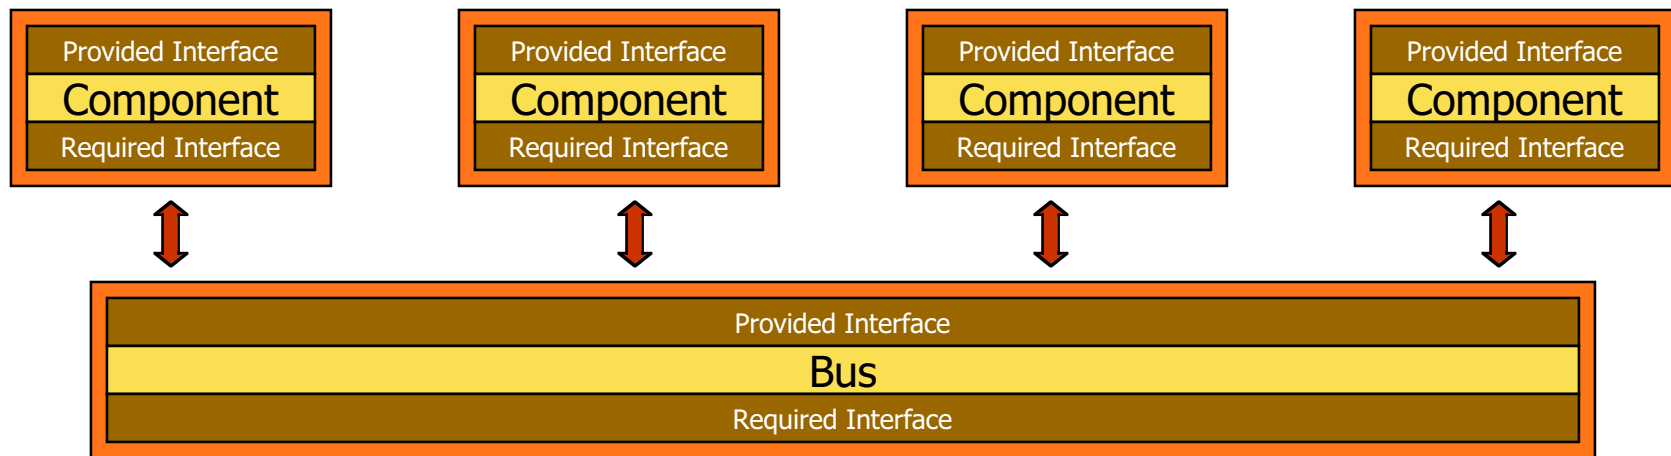 Provided Interface
Component
Required Interface
Provided Interface
Component
Required Interface
Provided Interface
Component
Required Interface
Provided Interface
Component
Required Interface
Provided Interface
Bus
Required Interface